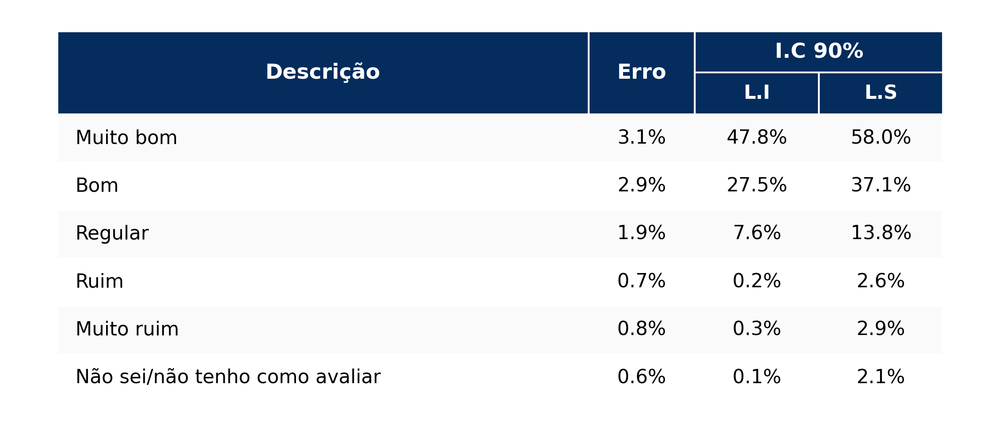 Descrição Erro I.C 90%
L.I L.S
Muito bom 3.1% 47.8% 58.0%
Bom 2.9% 27.5% 37.1%
Regular 1.9% 7.6% 13.8%
Ruim 0.7% 0.2% 2.6%
Muito ruim 0.8% 0.3% 2.9%
Não sei/não tenho como avaliar 0.6% 0.1% 2.1%